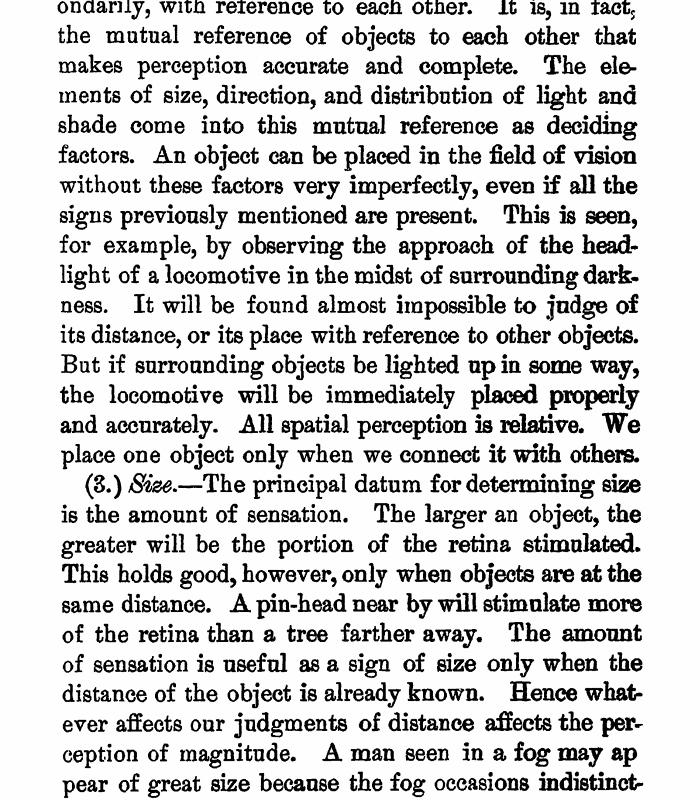 ondarily, with reference to each other. It is, in fact,
the mutual reference of objects to each other that
makes perception accurate and complete. The ele-
ments of size, direction, and distribution of light and
shade come into this mutual reference as deciding
factors. An object can be placed in the field of vision
without these factors very imperfectly, even if all the
signs previously mentioned are present. This is seen,
for example, by observing the approach of the head-
light of a locomotive in the midst of surrounding dark-
ness. It will be found almost impossible to judge of
its distance, or its place with reference to other objects.
But if surrounding objects be lighted up in some way,
the locomotive will be immediately placed properly
and accurately. All spatial perception is relative. We
place one object only when we connect it with others.
(3.) Size.—The principal datum for determining size
is the amount of sensation. The larger an object, the
greater will be the portion of the retina stimulated.
This holds good, however, only when objects are at the
same distance. A pin-head near by will stimulate more
of the retina than a tree farther away. The amount
of sensation is useful as a sign of size only when the
distance of the object is already known. Hence what-
ever affects our judgments of distance affects the per-
ception of magnitude. A man seen in a fog may ap
pear of great size because the fog occasions indistinct-